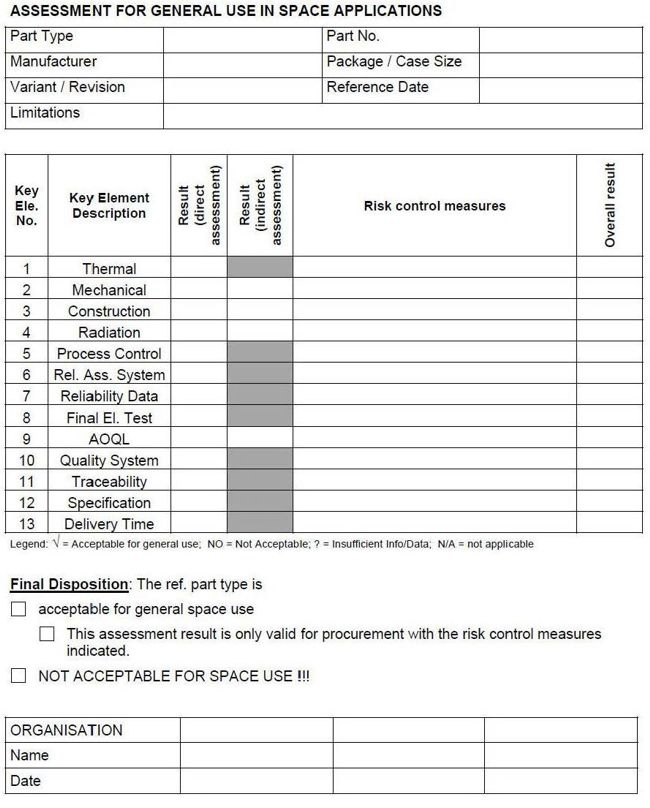 ASSESSMENT FOR GENERAL USE IN SPACE APPLICATIONS
Part Type Part No.
Manufacturer Package / Case Size
Variant / Revision Reference Date
Limitations
Key Ele. No. Key Element Description Result (direct assessment) Result (indirect assessment) Risk control measures Overall result
1 Thermal
2 Mechanical
3 Construction
4 Radiation
5 Process Control
6 Rel. Ass. System
7 Reliability Data
8 Final El. Test
9 AOQL
10 Quality System
11 Traceability
12 Specification
13 Delivery Time
Legend: √ = Acceptable for general use; NO = Not Acceptable; ? = Insufficient Info/Data; N/A = not applicable
Final Disposition: The ref. part type is
acceptable for general space use
This assessment result is only valid for procurement with the risk control measures
indicated.
NOT ACCEPTABLE FOR SPACE USE !!!
ORGANISATION
Name
Date